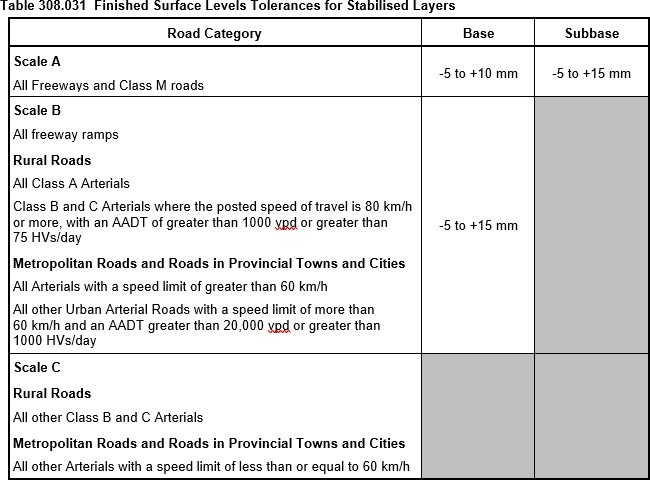 Table 308.031  Finished Surface Levels Tolerances for Stabilised Layers
Road Category
Base
Subbase
Scale A
All Freeways and Class M roads
-5 to +10 mm
-5 to +15 mm
Scale B
All freeway ramps
Rural Roads
All Class A Arterials
Class B and C Arterials where the posted speed of travel is 80 km/h
or more, with an AADT of greater than 1000 vpd or greater than
75 HVs/day
Metropolitan Roads and Roads in Provincial Towns and Cities
All Arterials with a speed limit of greater than 60 km/h
All other Urban Arterial Roads with a speed limit of more than
60 km/h and an AADT greater than 20,000 vpd or greater than
1000 HVs/day
-5 to +15 mm
Scale C
Rural Roads
All other Class B and C Arterials
Metropolitan Roads and Roads in Provincial Towns and Cities
All other Arterials with a speed limit of less than or equal to 60 km/h